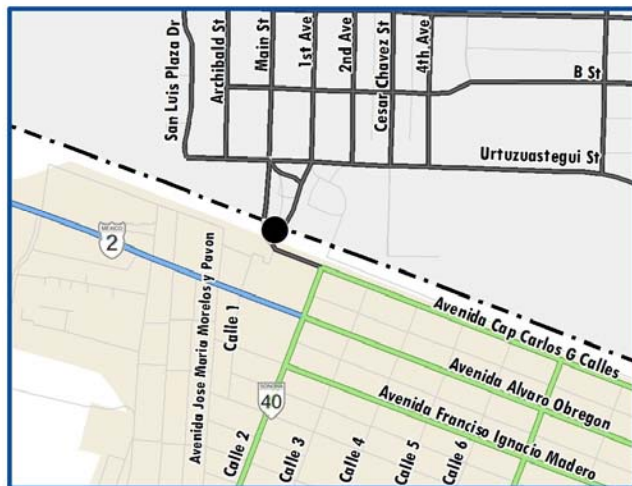 San Luis Plaza Dr
Archibald St
Main St
1st Ave
2nd Ave
Cesar Chavez St
4th Ave
B St
Urtuzuastegui St
MEXICO
2
Avenida Jose Maria Morelos y Pavon
Calle 1
Avenida Cap Carlos G Calles
Avenida Alvaro Obregon
Avenida Franciso Ignacio Madero
SONORA
40
Calle 2
Calle 3
Calle 4
Calle 5
Calle 6